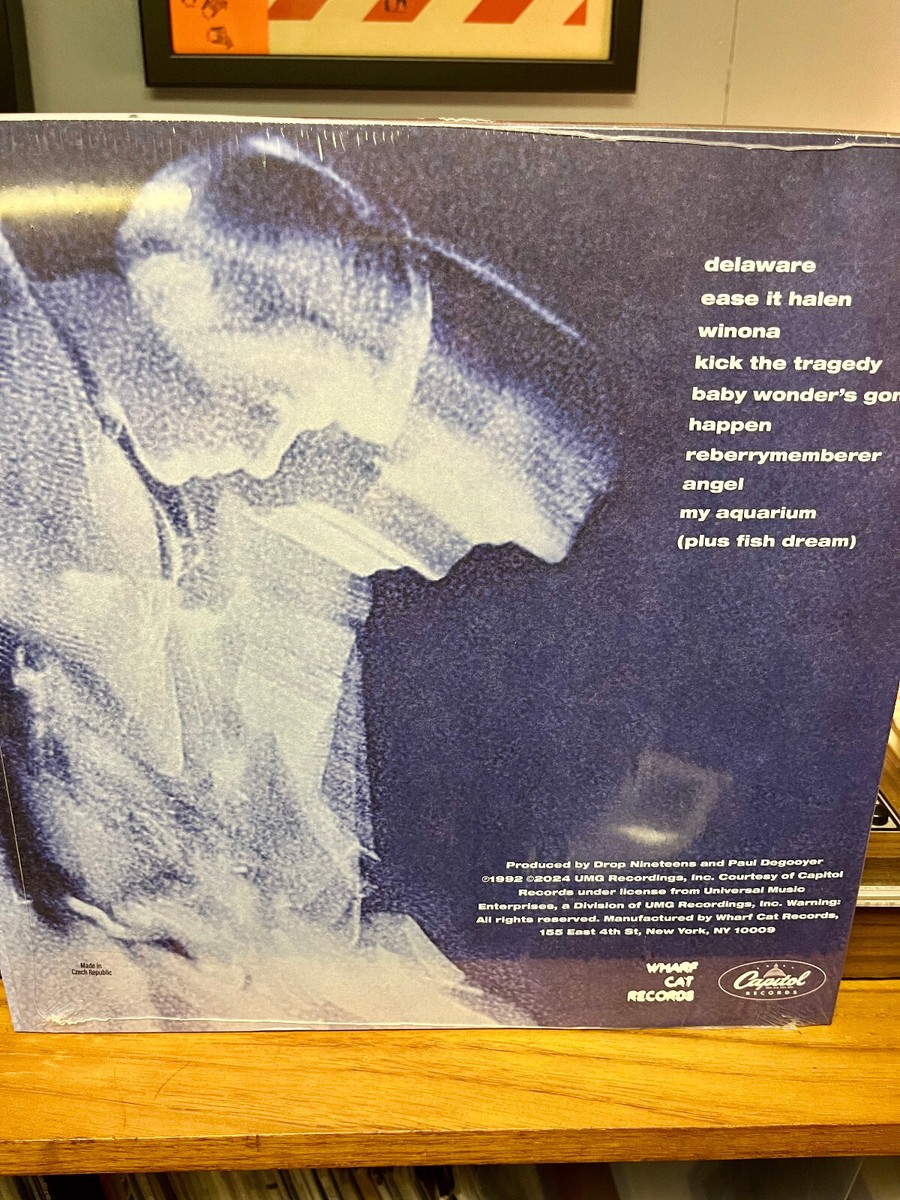 delaware
ease it halen
winona
kick the tragedy
baby wonder's
happen
reberrymemberer
angel
my aquarium
(plus fish dream)
Produced by Drop Nineteens and Paul Degooyer
℗1992 ©2024 UMG Recordings, Inc. Courtesy of Capitol
Records under license from Universal Music
Enterprises, a Division of UMG Recordings, Inc. Warning:
All rights reserved. Manufactured by Wharf Cat Records,
155 East 4th St, New York, NY 10009
Made in
Czech Republic
WHARF
CAT
RECORDS
Capitol
RECORDS